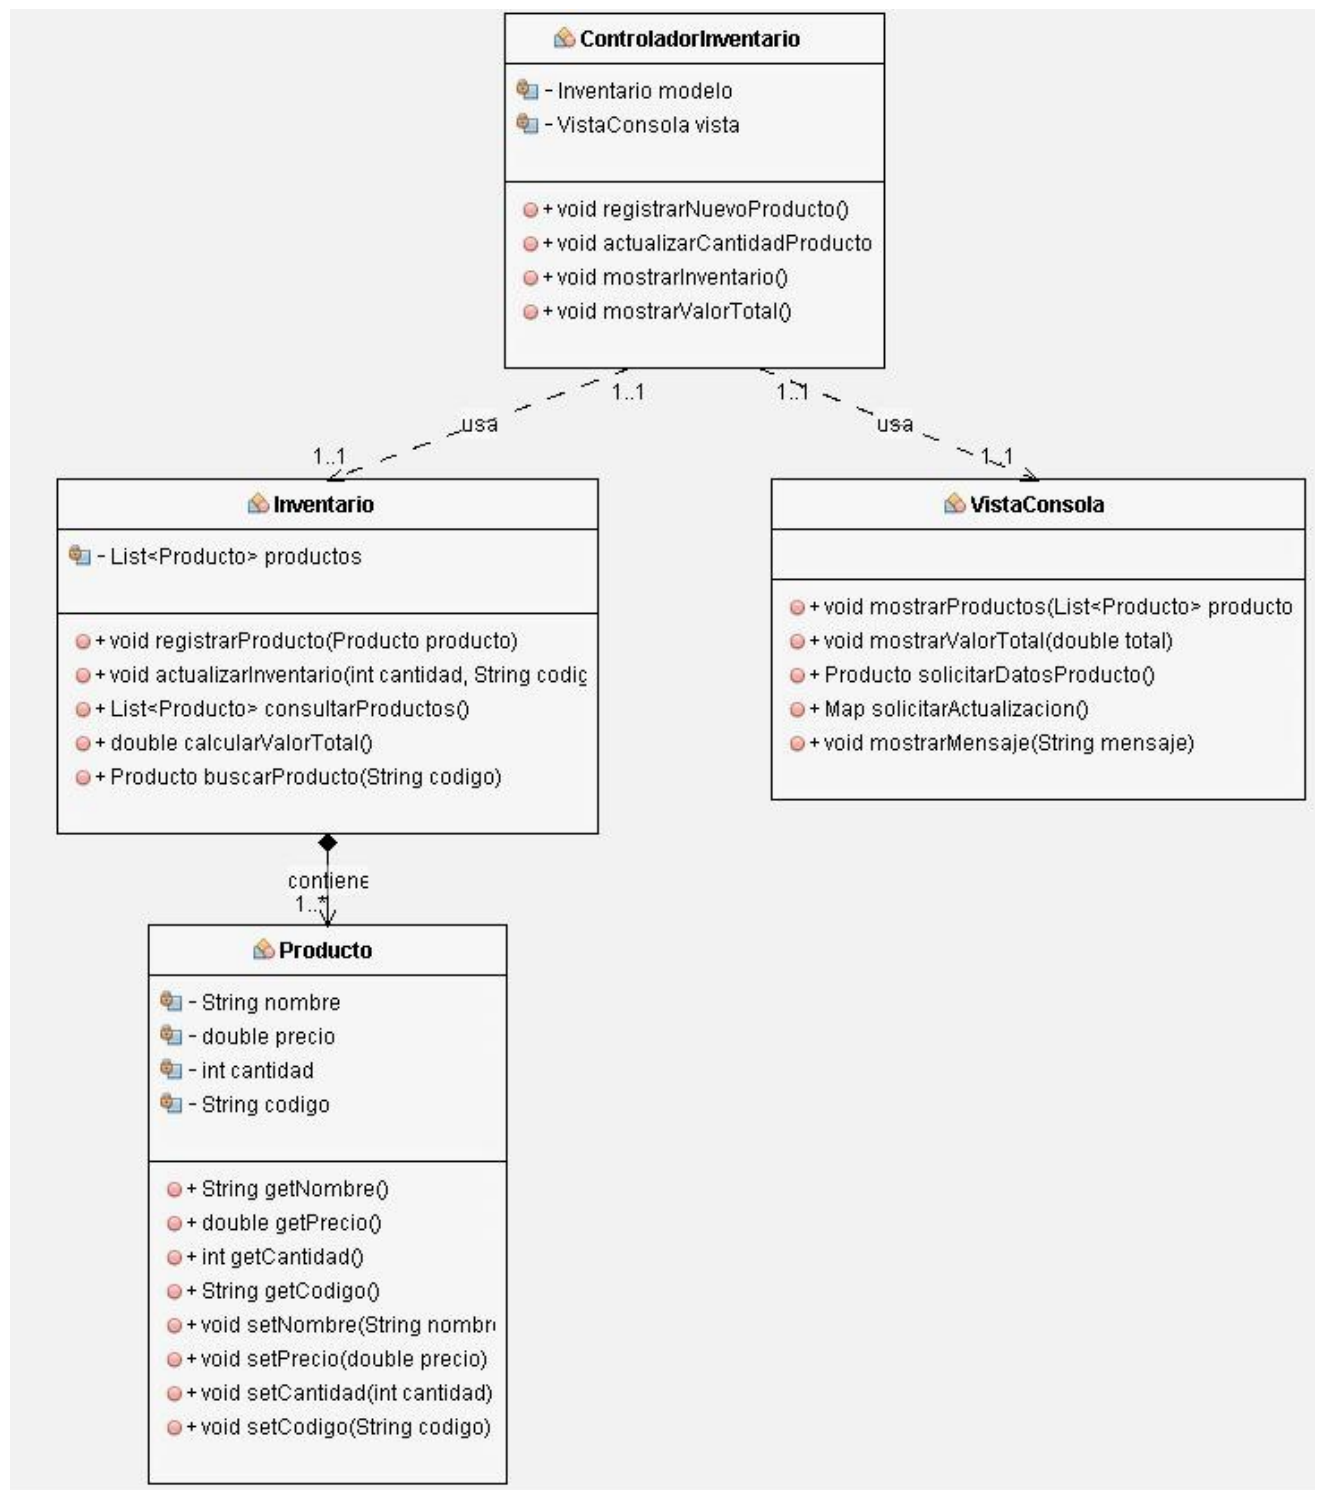 ControladorInventario
- Inventario modelo
- VistaConsola vista
+ void registrarNuevoProducto()
+ void actualizarCantidadProducto
+ void mostrarInventario()
+ void mostrarValorTotal()
1..1
1..1
usa
usa
1..1
1..1
Inventario
- List<Producto> productos
+ void registrarProducto(Producto producto)
+ void actualizarInventario(int cantidad, String codig
+ List<Producto> consultarProductos()
+ double calcularValorTotal()
+ Producto buscarProducto(String codigo)
VistaConsola
+ void mostrarProductos(List<Producto> producto
+ void mostrarValorTotal(double total)
+ Producto solicitarDatosProducto()
+ Map solicitarActualizacion()
+ void mostrarMensaje(String mensaje)
contiene
1..*
Producto
- String nombre
- double precio
- int cantidad
- String codigo
+ String getNombre()
+ double getPrecio()
+ int getCantidad()
+ String getCodigo()
+ void setNombre(String nombr
+ void setPrecio(double precio)
+ void setCantidad(int cantidad)
+ void setCodigo(String codigo)